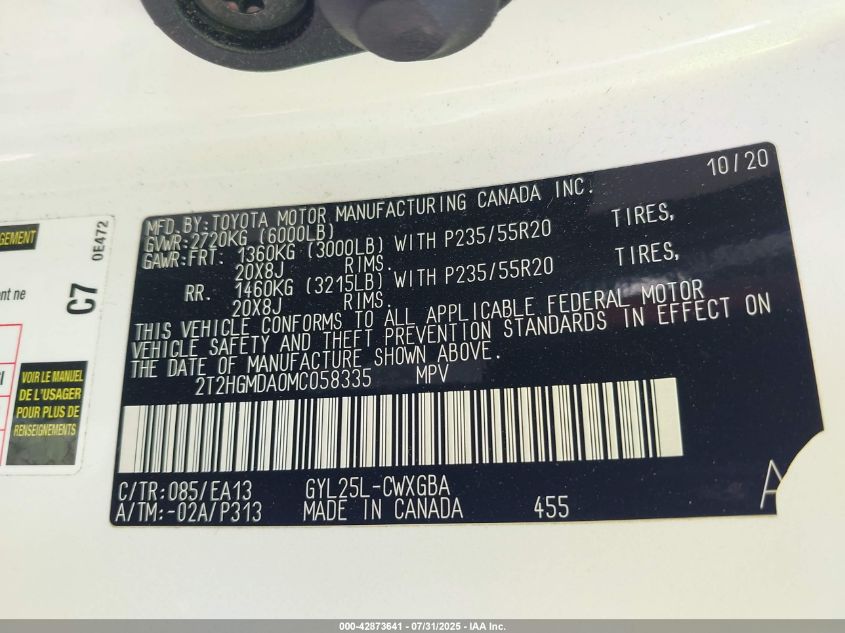 10/20
MFD.BY:TOYOTA MOTOR MANUFACTURING CANADA INC.
GVWR:2720KG (6000LB)
GAWR:FRT. 1360KG (3000LB) WITH P235/55R20 TIRES,
20X8J RIMS.
RR. 1460KG (3215LB) WITH P235/55R20 TIRES,
20X8J RIMS.
THIS VEHICLE CONFORMS TO ALL APPLICABLE FEDERAL MOTOR
VEHICLE SAFETY AND THEFT PREVENTION STANDARDS IN EFFECT ON
THE DATE OF MANUFACTURE SHOWN ABOVE.
2T2HGMDA0MC058335 MPV
C/TR:085/EA13 GYL25L-CWXGBA
A/TM:-02A/P313 MADE IN CANADA 455
A
0E472
C7
ne
VOIR LE MANUEL
DE L'USAGER
POUR PLUS DE
RENSEIGNEMENTS
000-42873641 - 07/31/2025 - IAA Inc.